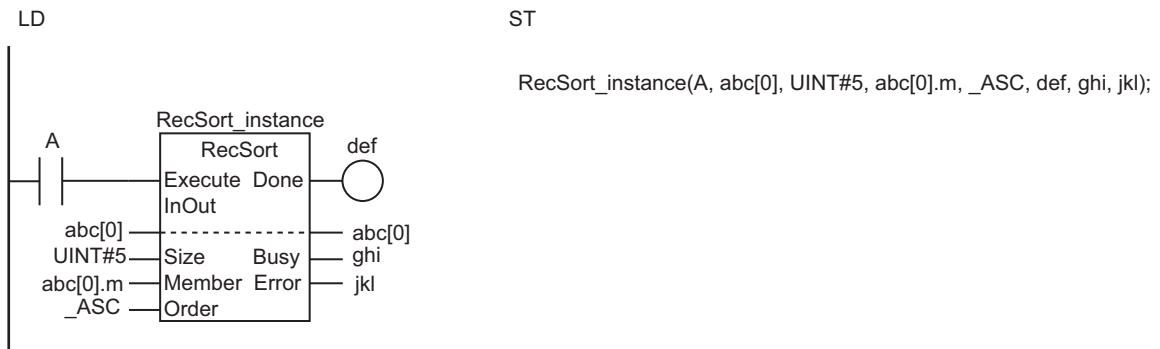 LD
ST
RecSort_instance(A, abc[0], UINT#5, abc[0].m, _ASC, def, ghi, jkl);
RecSort_instance
A
RecSort
def
Execute Done
InOut
abc[0]
abc[0]
UINT#5
Size
Busy
ghi
abc[0].m
Member
Error
jkl
_ASC
Order